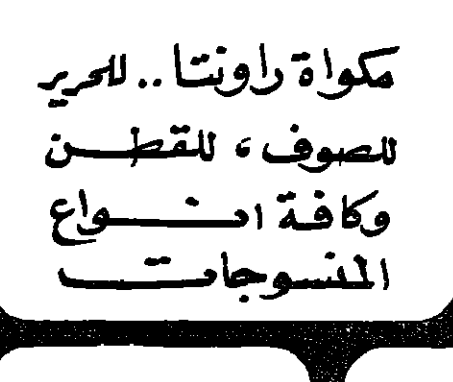 مكواة راونتا .. للحرير
للصوف ، للقطن
وكافة انواع
المنسوجات